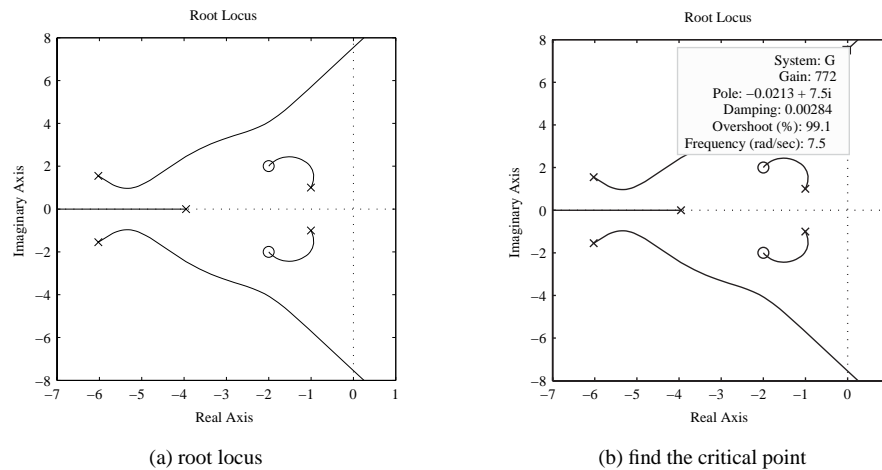 Root Locus
8
6
4
2
0
−2
−4
−6
−8
Imaginary Axis
−7 −6 −5 −4 −3 −2 −1 0 1
Real Axis
(a) root locus
Root Locus
System: G
Gain: 772
Pole: −0.0213 + 7.5i
Damping: 0.00284
Overshoot (%): 99.1
Frequency (rad/sec): 7.5
8
6
4
2
0
−2
−4
−6
−8
Imaginary Axis
−7 −6 −5 −4 −3 −2 −1 0
Real Axis
(b) find the critical point